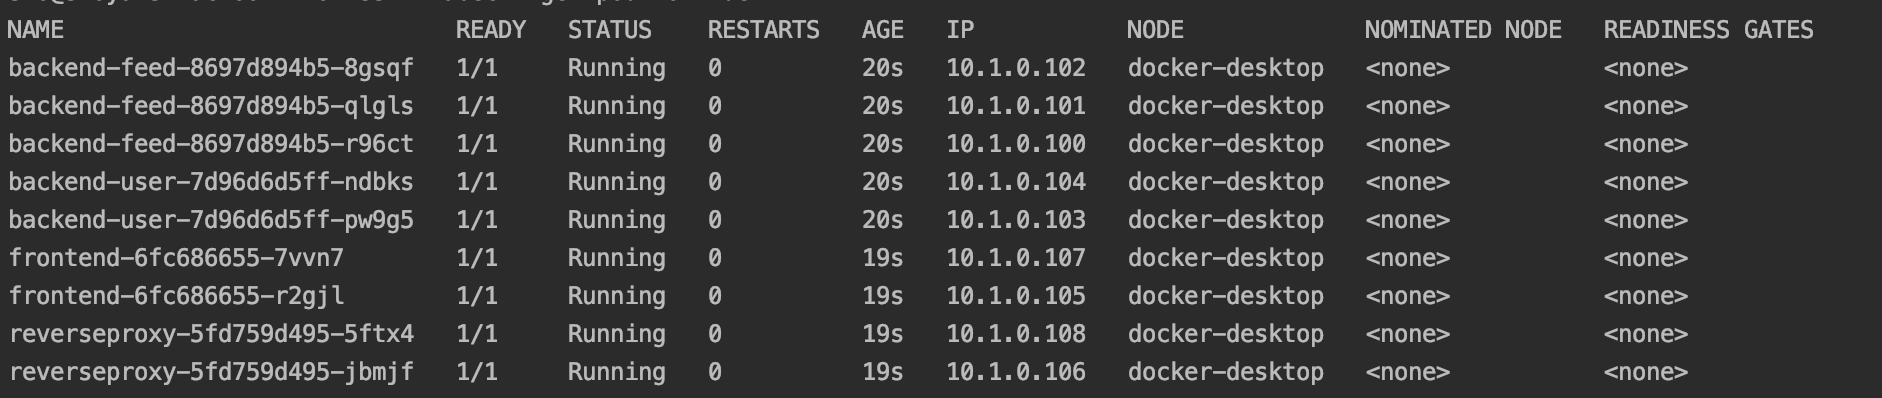 NAME READY STATUS RESTARTS AGE IP NODE NOMINATED NODE READINESS GATES
backend-feed-8697d894b5-8gsqf 1/1 Running 0 20s 10.1.0.102 docker-desktop <none> <none>
backend-feed-8697d894b5-qlgls 1/1 Running 0 20s 10.1.0.101 docker-desktop <none> <none>
backend-feed-8697d894b5-r96ct 1/1 Running 0 20s 10.1.0.100 docker-desktop <none> <none>
backend-user-7d96d6d5ff-ndbks 1/1 Running 0 20s 10.1.0.104 docker-desktop <none> <none>
backend-user-7d96d6d5ff-pw9g5 1/1 Running 0 20s 10.1.0.103 docker-desktop <none> <none>
frontend-6fc686655-7vvn7 1/1 Running 0 19s 10.1.0.107 docker-desktop <none> <none>
frontend-6fc686655-r2gjl 1/1 Running 0 19s 10.1.0.105 docker-desktop <none> <none>
reverseproxy-5fd759d495-5ftx4 1/1 Running 0 19s 10.1.0.108 docker-desktop <none> <none>
reverseproxy-5fd759d495-jbmjf 1/1 Running 0 19s 10.1.0.106 docker-desktop <none> <none>